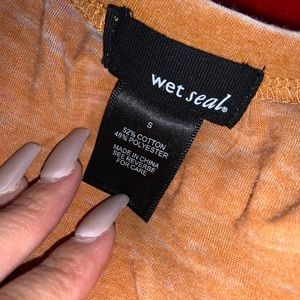 wet seal®
S
52% COTTON
48% POLYESTER
MADE IN CHINA
SEE REVERSE
FOR CARE